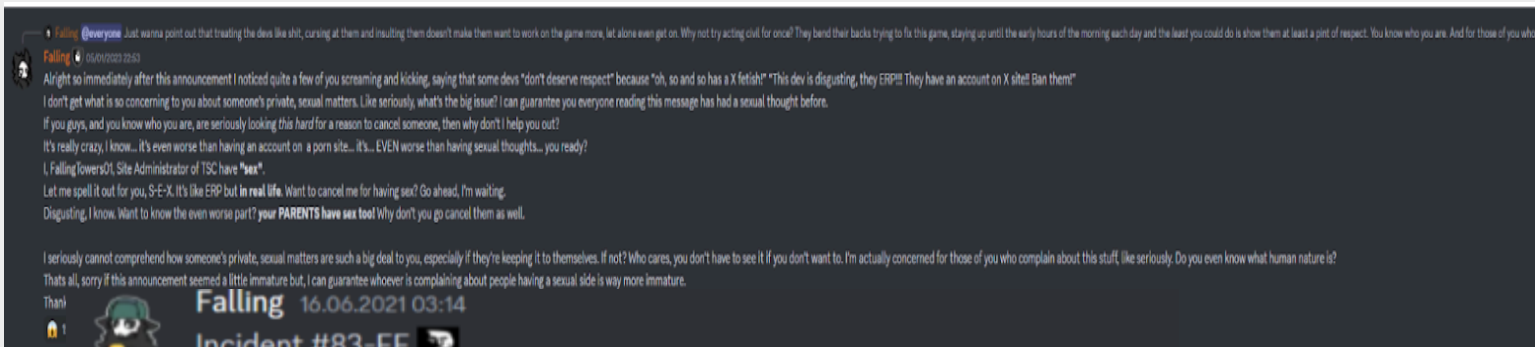 Falling @everyone Just wanna point out that treating the devs like shit, cursing at them and insulting them doesn't make them want to work on the game more, let alone even get on. Why not try acting civil for once? They bend their backs trying to fix this game, staying up until the early hours of the morning each day and the least you could do is show them at least a pint of respect. You know who you are. And for those of you who
Falling 05/01/2023 22:53
Alright so immediately after this announcement I noticed quite a few of you screaming and kicking, saying that some devs "don't deserve respect" because "oh, so and so has a X fetish!" "This dev is disgusting, they ERP!!! They have an account on X site!! Ban them!"
I don't get what is so concerning to you about someone's private, sexual matters. Like seriously, what's the big issue? I can guarantee you everyone reading this message has had a sexual thought before.
If you guys, and you know who you are, are seriously looking this hard for a reason to cancel someone, then why don't I help you out?
It's really crazy, I know... it's even worse than having an account on a porn site... it's... EVEN worse than having sexual thoughts... you ready?
I, FallingTowers01, Site Administrator of TSC have "sex".
Let me spell it out for you, S-E-X. It's like ERP but in real life. Want to cancel me for having sex? Go ahead, I'm waiting.
Disgusting, I know. Want to know the even worse part? your PARENTS have sex too! Why don't you go cancel them as well.
I seriously cannot comprehend how someone's private, sexual matters are such a big deal to you, especially if they're keeping it to themselves. If not? Who cares, you don't have to see it if you don't want to. I'm actually concerned for those of you who complain about this stuff, like seriously. Do you even know what human nature is?
Thats all, sorry if this announcement seemed a little immature but, I can guarantee whoever is complaining about people having a sexual side is way more immature.
Thank
1
Falling 16.06.2021 03:14
Incident #83-FF